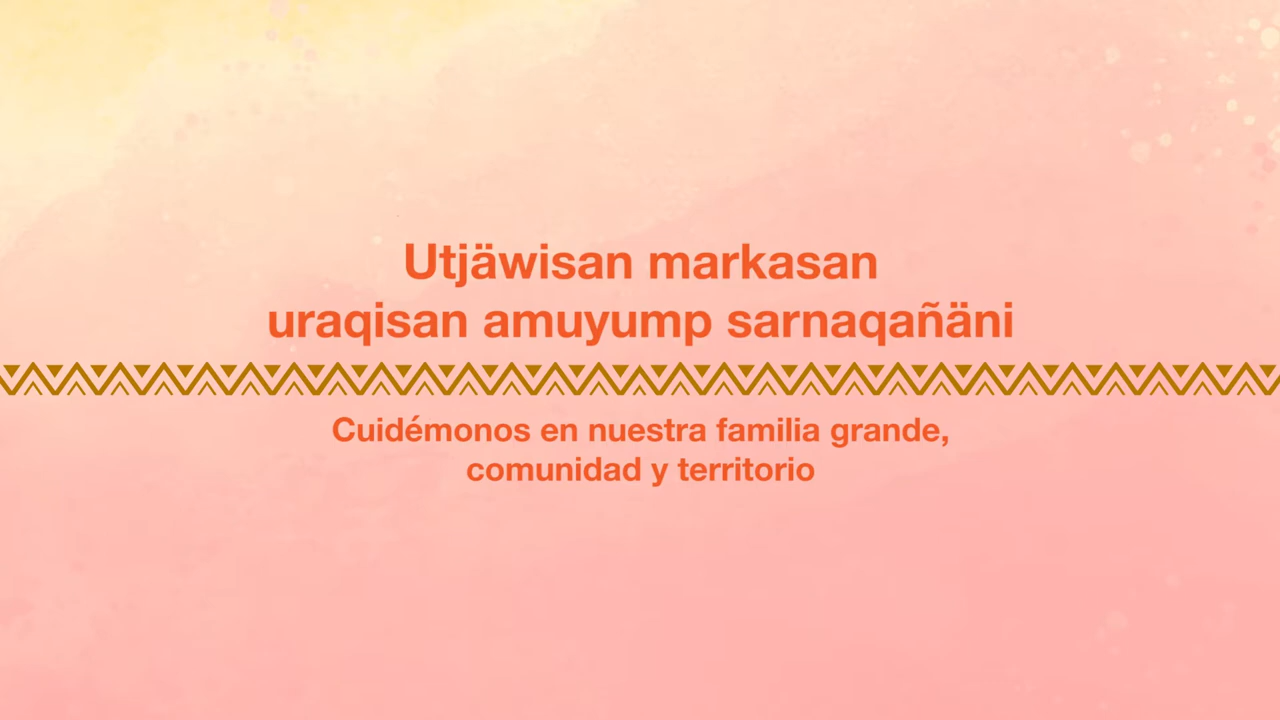 Utjäwisan markasan
uraqisan amuyump sarnaqañäni
Cuidémonos en nuestra familia grande,
comunidad y territorio